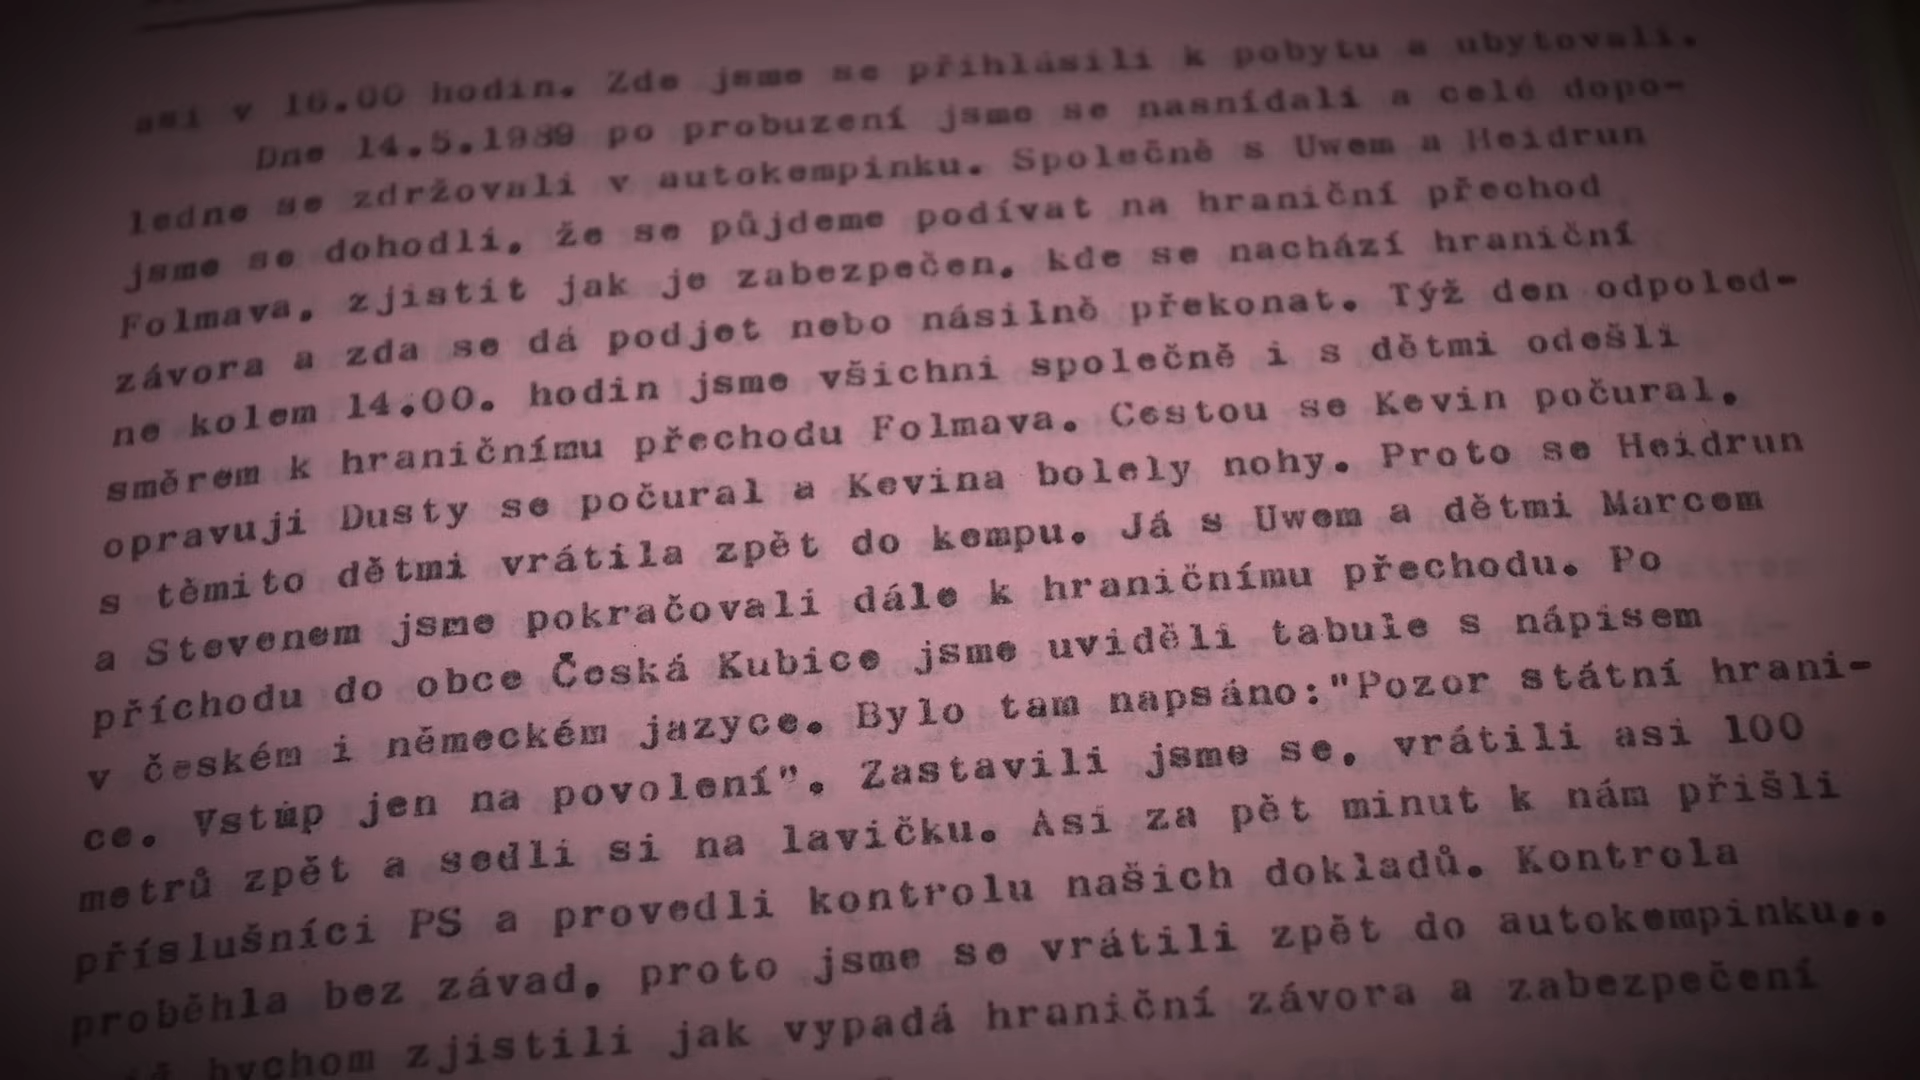 asi v 16.00 hodin. Zde jsme se přihlásili k pobytu a ubytovali.
Dne 14.5.1989 po probuzení jsme se nasnídali a celé dopo-
ledne se zdržovali v autokempinku. Společně s Uwem a Heidrun
jsme se dohodli, že se půjdeme podívat na hraniční přechod
Folmava, zjistit jak je zabezpečen, kde se nachází hraniční
závora a zda se dá podjet nebo násilně překonat. Týž den odpoled-
ne kolem 14.00. hodin jsme všichni společně i s dětmi odešli
směrem k hraničnímu přechodu Folmava. Cestou se Kevin počural,
opravuji Dusty se počural a Kevina bolely nohy. Proto se Heidrun
s těmito dětmi vrátila zpět do kempu. Já s Uwem a dětmi Marcem
a Stevenem jsme pokračovali dále k hraničnímu přechodu. Po
příchodu do obce Česká Kubice jsme uviděli tabule s nápisem
v českém i německém jazyce. Bylo tam napsáno:"Pozor státní hrani-
ce. Vstup jen na povolení". Zastavili jsme se, vrátili asi 100
metrů zpět a sedli si na lavičku. Asi za pět minut k nám přišli
příslušníci PS a provedli kontrolu našich dokladů. Kontrola
proběhla bez závad, proto jsme se vrátili zpět do autokempinku..
bychom zjistili jak vypadá hraniční závora a zabezpečení